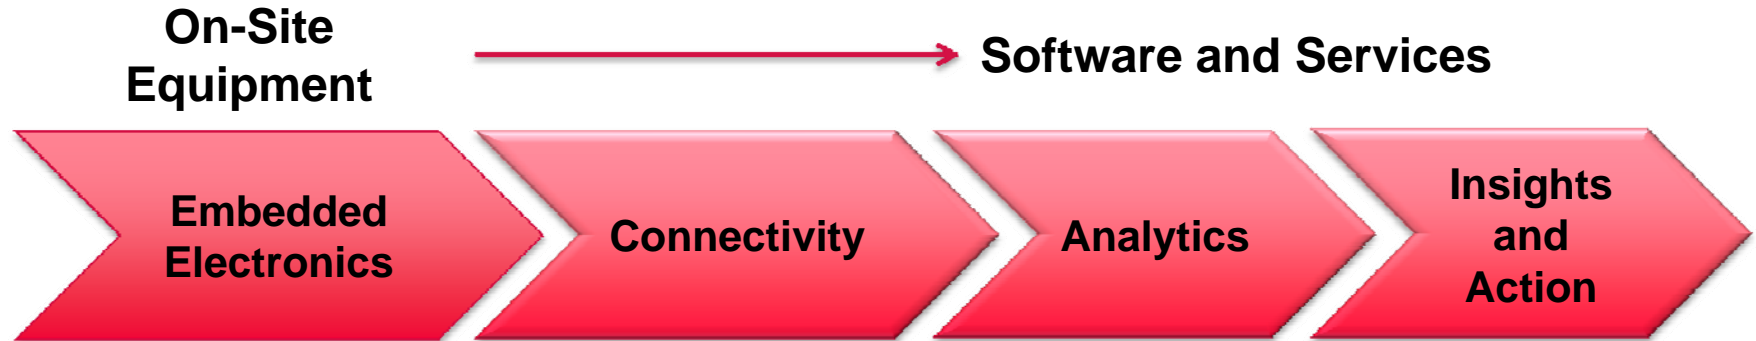 On-Site
Equipment
Software and Services
Embedded
Electronics
Connectivity
Analytics
Insights
and
Action